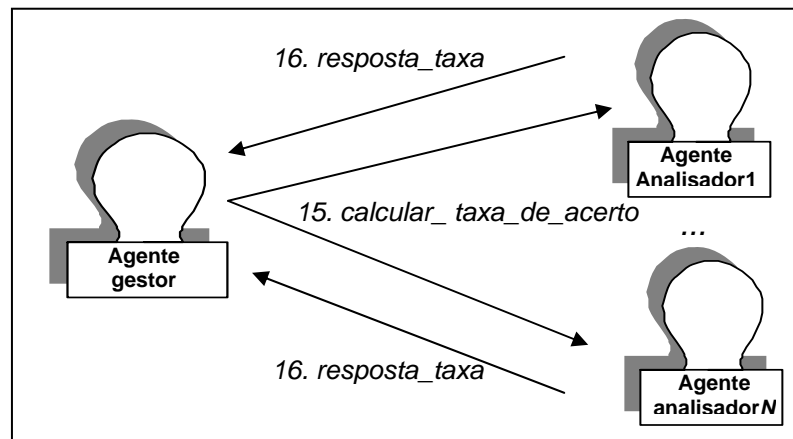 16. resposta_taxa
Agente
Analisador1
15. calcular_ taxa_de_acerto
...
Agente
gestor
16. resposta_taxa
Agente
analisadorN